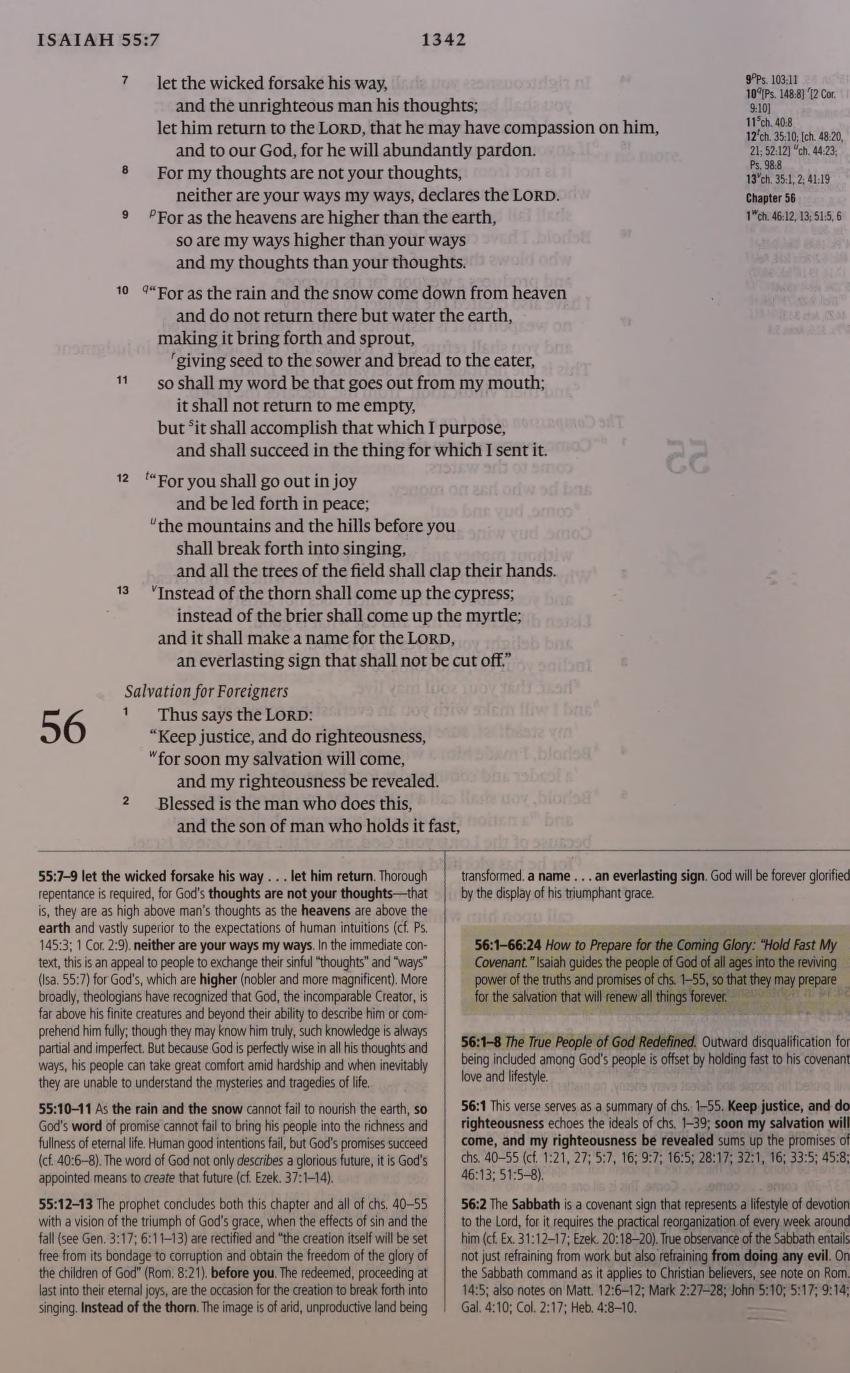 ISAIAH 55:7
1342
7 let the wicked forsake his way,
and the unrighteous man his thoughts;
let him return to the LORD, that he may have compassion on him,
and to our God, for he will abundantly pardon.
8 For my thoughts are not your thoughts,
neither are your ways my ways, declares the LORD.
9 pFor as the heavens are higher than the earth,
so are my ways higher than your ways
and my thoughts than your thoughts.
10 q“For as the rain and the snow come down from heaven
and do not return there but water the earth,
making it bring forth and sprout,
rgiving seed to the sower and bread to the eater,
11 so shall my word be that goes out from my mouth;
it shall not return to me empty,
but sit shall accomplish that which I purpose,
and shall succeed in the thing for which I sent it.
12 t“For you shall go out in joy
and be led forth in peace;
uthe mountains and the hills before you
shall break forth into singing,
and all the trees of the field shall clap their hands.
13 vInstead of the thorn shall come up the cypress;
instead of the brier shall come up the myrtle;
and it shall make a name for the LORD,
an everlasting sign that shall not be cut off.”
Salvation for Foreigners
56 1 Thus says the LORD:
“Keep justice, and do righteousness,
wfor soon my salvation will come,
and my righteousness be revealed.
2 Blessed is the man who does this,
and the son of man who holds it fast,
9pPs. 103:11
10q[Ps. 148:8] r[2 Cor.
9:10]
11sch. 40:8
12tch. 35:10; [ch. 48:20,
21; 52:12] uch. 44:23;
Ps. 98:8
13vch. 35:1, 2; 41:19
Chapter 56
1wch. 46:12, 13; 51:5, 6
55:7–9 let the wicked forsake his way . . . let him return. Thorough
repentance is required, for God's thoughts are not your thoughts—that
is, they are as high above man's thoughts as the heavens are above the
earth and vastly superior to the expectations of human intuitions (cf. Ps.
145:3; 1 Cor. 2:9). neither are your ways my ways. In the immediate con-
text, this is an appeal to people to exchange their sinful “thoughts” and “ways”
(Isa. 55:7) for God's, which are higher (nobler and more magnificent). More
broadly, theologians have recognized that God, the incomparable Creator, is
far above his finite creatures and beyond their ability to describe him or com-
prehend him fully; though they may know him truly, such knowledge is always
partial and imperfect. But because God is perfectly wise in all his thoughts and
ways, his people can take great comfort amid hardship and when inevitably
they are unable to understand the mysteries and tragedies of life.
55:10–11 As the rain and the snow cannot fail to nourish the earth, so
God's word of promise cannot fail to bring his people into the richness and
fullness of eternal life. Human good intentions fail, but God's promises succeed
(cf. 40:6–8). The word of God not only describes a glorious future, it is God's
appointed means to create that future (cf. Ezek. 37:1–14).
55:12–13 The prophet concludes both this chapter and all of chs. 40–55
with a vision of the triumph of God's grace, when the effects of sin and the
fall (see Gen. 3:17; 6:11–13) are rectified and “the creation itself will be set
free from its bondage to corruption and obtain the freedom of the glory of
the children of God” (Rom. 8:21). before you. The redeemed, proceeding at
last into their eternal joys, are the occasion for the creation to break forth into
singing. Instead of the thorn. The image is of arid, unproductive land being
transformed. a name . . . an everlasting sign. God will be forever glorified
by the display of his triumphant grace.
56:1–66:24 How to Prepare for the Coming Glory: “Hold Fast My
Covenant.” Isaiah guides the people of God of all ages into the reviving
power of the truths and promises of chs. 1–55, so that they may prepare
for the salvation that will renew all things forever.
56:1–8 The True People of God Redefined. Outward disqualification for
being included among God's people is offset by holding fast to his covenant
love and lifestyle.
56:1 This verse serves as a summary of chs. 1–55. Keep justice, and do
righteousness echoes the ideals of chs. 1–39; soon my salvation will
come, and my righteousness be revealed sums up the promises of
chs. 40–55 (cf. 1:21, 27; 5:7, 16; 9:7; 16:5; 28:17; 32:1, 16; 33:5; 45:8;
46:13; 51:5–8).
56:2 The Sabbath is a covenant sign that represents a lifestyle of devotion
to the Lord, for it requires the practical reorganization of every week around
him (cf. Ex. 31:12–17; Ezek. 20:18–20). True observance of the Sabbath entails
not just refraining from work but also refraining from doing any evil. On
the Sabbath command as it applies to Christian believers, see note on Rom.
14:5; also notes on Matt. 12:6–12; Mark 2:27–28; John 5:10; 5:17; 9:14;
Gal. 4:10; Col. 2:17; Heb. 4:8–10.